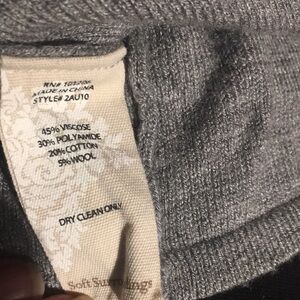 MADE IN CHINA
STYLE# 2AU10
45% VISCOSE
30% POLYAMIDE
20% COTTON
5% WOOL
DRY CLEAN ONLY
Soft Surroundings